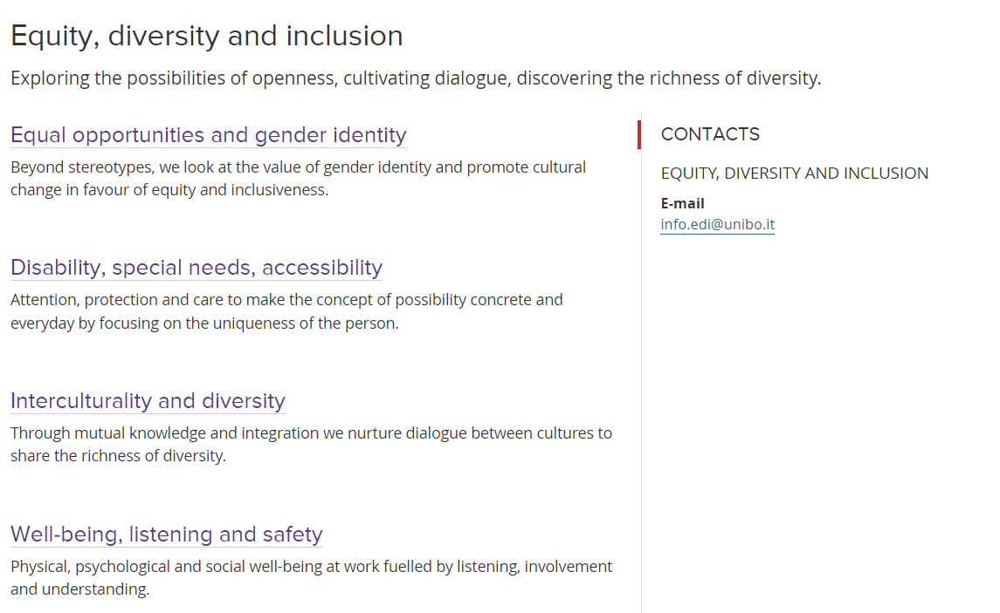 Equity, diversity and inclusion
Exploring the possibilities of openness, cultivating dialogue, discovering the richness of diversity.
Equal opportunities and gender identity
Beyond stereotypes, we look at the value of gender identity and promote cultural
change in favour of equity and inclusiveness.
Disability, special needs, accessibility
Attention, protection and care to make the concept of possibility concrete and
everyday by focusing on the uniqueness of the person.
Interculturality and diversity
Through mutual knowledge and integration we nurture dialogue between cultures to
share the richness of diversity.
Well-being, listening and safety
Physical, psychological and social well-being at work fuelled by listening, involvement
and understanding.
CONTACTS
EQUITY, DIVERSITY AND INCLUSION
E-mail
info.edi@unibo.it